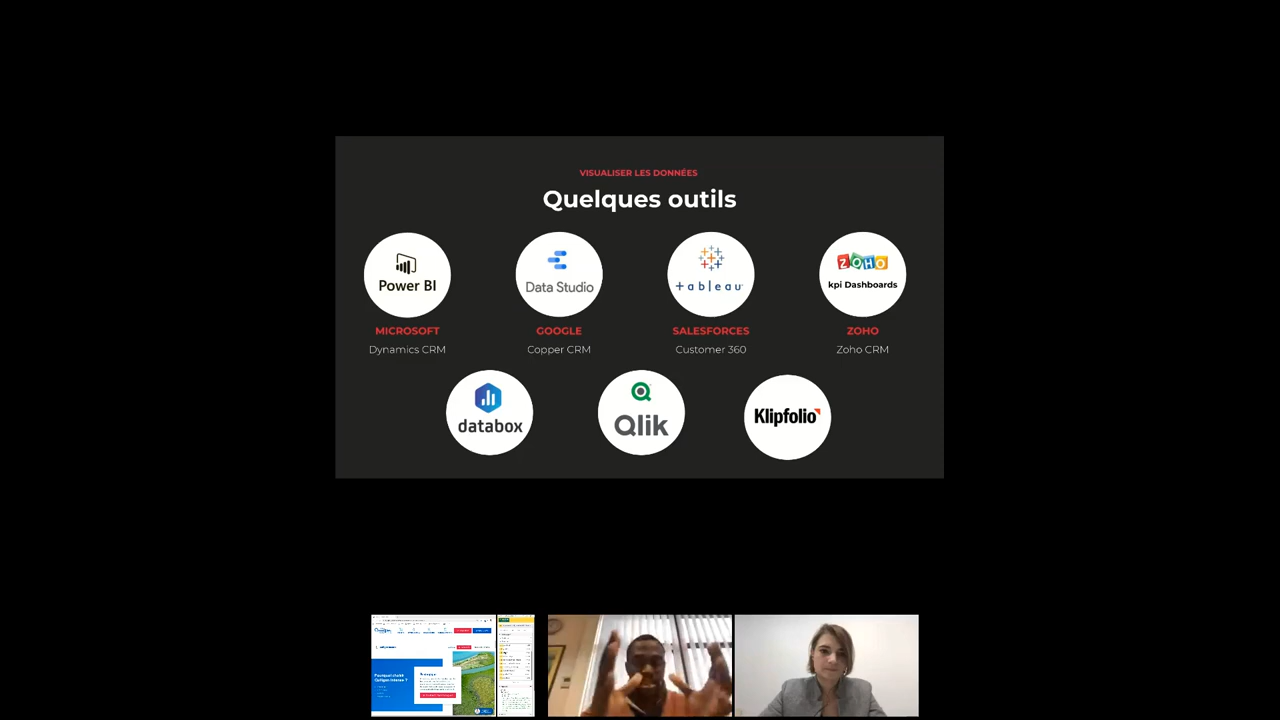 VISUALISER LES DONNÉES
Quelques outils
Power BI
Data Studio
+ableau
ZOHO
kpi Dashboards
MICROSOFT
GOOGLE
SALESFORCES
ZOHO
Dynamics CRM
Copper CRM
Customer 360
Zoho CRM
databox
Qlik
Klipfolio